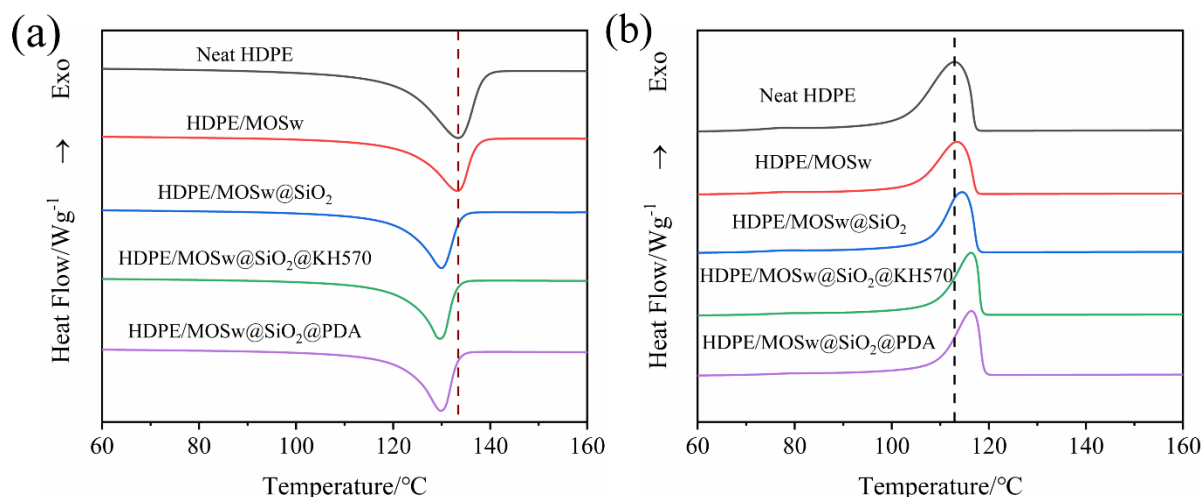 (a)
Heat Flow/Wg⁻¹ → Exo
Neat HDPE
HDPE/MOSw
HDPE/MOSw@SiO₂
HDPE/MOSw@SiO₂@KH570
HDPE/MOSw@SiO₂@PDA
60 80 100 120 140 160
Temperature/°C
(b)
Heat Flow/Wg⁻¹ → Exo
Neat HDPE
HDPE/MOSw
HDPE/MOSw@SiO₂
HDPE/MOSw@SiO₂@KH570
HDPE/MOSw@SiO₂@PDA
60 80 100 120 140 160
Temperature/°C